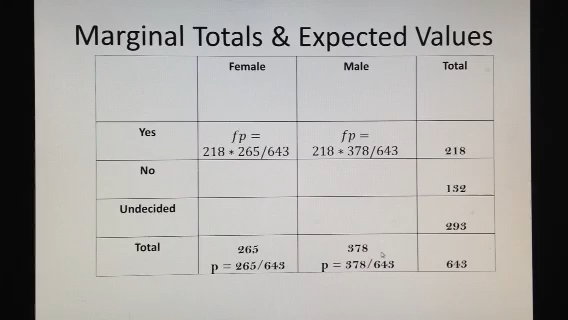 Marginal Totals & Expected Values
Female Male Total
Yes fp = fp =
218 * 265/643 218 * 378/643 218
No
132
Undecided
293
Total 265 378
p = 265/643 p = 378/643 643